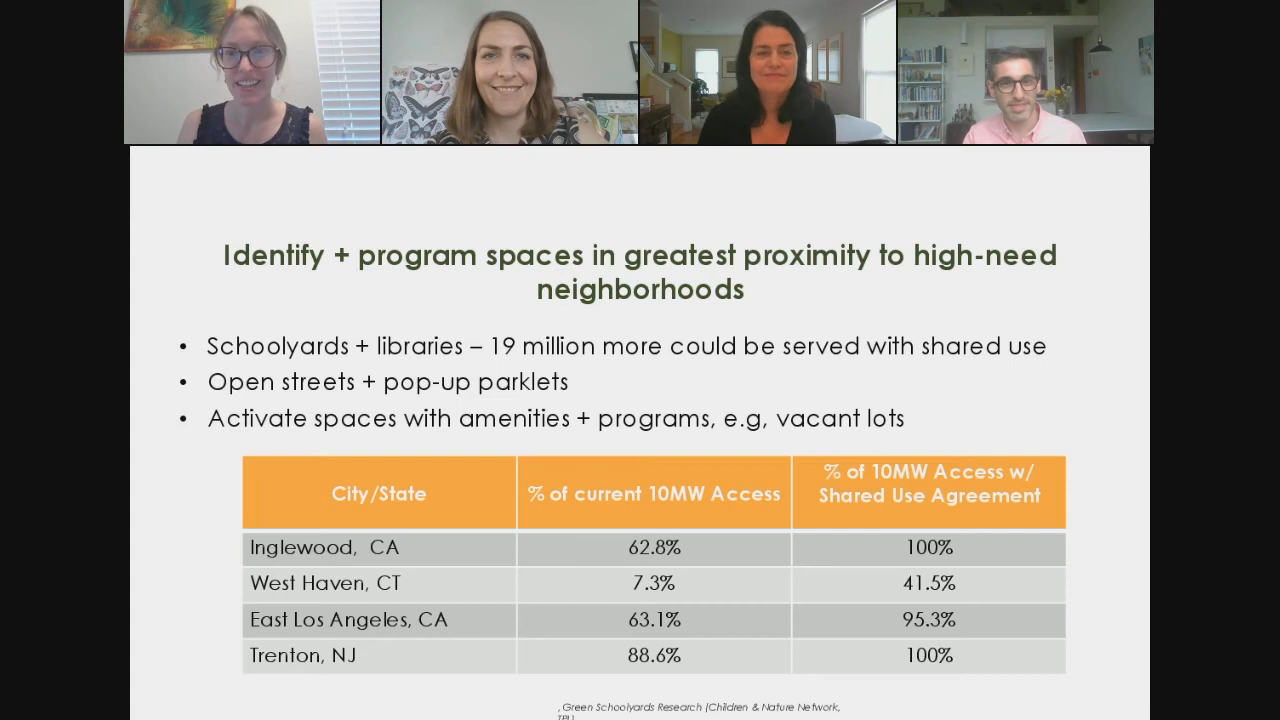 Identify + program spaces in greatest proximity to high-need
neighborhoods
• Schoolyards + libraries – 19 million more could be served with shared use
• Open streets + pop-up parklets
• Activate spaces with amenities + programs, e.g, vacant lots
City/State
% of current 10MW Access
% of 10MW Access w/
Shared Use Agreement
Inglewood, CA 62.8% 100%
West Haven, CT 7.3% 41.5%
East Los Angeles, CA 63.1% 95.3%
Trenton, NJ 88.6% 100%
, Green Schoolyards Research (Children & Nature Network,